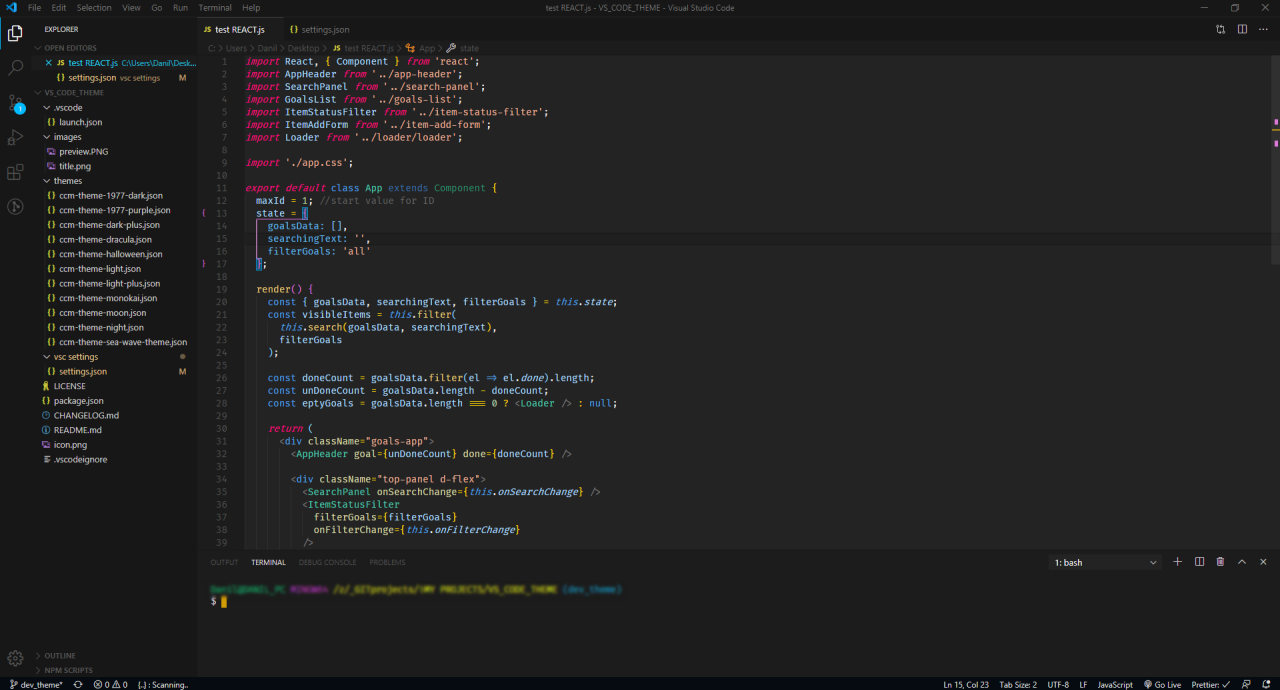 File Edit Selection View Go Run Terminal Help
test REACT.js - VS_CODE_THEME - Visual Studio Code
EXPLORER
OPEN EDITORS
JS test REACT.js C:\Users\Danil\Desk...
{} settings.json vsc settings M
VS_CODE_THEME
.vscode
{} launch.json
images
preview.PNG
title.png
themes
{} ccm-theme-1977-dark.json
{} ccm-theme-1977-purple.json
{} ccm-theme-dark-plus.json
{} ccm-theme-dracula.json
{} ccm-theme-halloween.json
{} ccm-theme-light.json
{} ccm-theme-light-plus.json
{} ccm-theme-monokai.json
{} ccm-theme-moon.json
{} ccm-theme-night.json
{} ccm-theme-sea-wave-theme.json
vsc settings
{} settings.json M
LICENSE
{} package.json
CHANGELOG.md
README.md
icon.png
.vscodeignore
OUTLINE
NPM SCRIPTS
1
JS test REACT.js {} settings.json
C: > Users > Danil > Desktop > JS test REACT.js > App > state
1 import React, { Component } from 'react';
2 import AppHeader from '../app-header';
3 import SearchPanel from '../search-panel';
4 import GoalsList from '../goals-list';
5 import ItemStatusFilter from '../item-status-filter';
6 import ItemAddForm from '../item-add-form';
7 import Loader from '../loader/loader';
8
9 import './app.css';
10
11 export default class App extends Component {
12 maxId = 1; //start value for ID
{ 13 state = {
14 goalsData: [],
15 searchingText: '',
16 filterGoals: 'all'
} 17 };
18
19 render() {
20 const { goalsData, searchingText, filterGoals } = this.state;
21 const visibleItems = this.filter(
22 this.search(goalsData, searchingText),
23 filterGoals
24 );
25
26 const doneCount = goalsData.filter(el => el.done).length;
27 const unDoneCount = goalsData.length - doneCount;
28 const eptyGoals = goalsData.length === 0 ? <Loader /> : null;
29
30 return (
31 <div className="goals-app">
32 <AppHeader goal={unDoneCount} done={doneCount} />
33
34 <div className="top-panel d-flex">
35 <SearchPanel onSearchChange={this.onSearchChange} />
36 <ItemStatusFilter
37 filterGoals={filterGoals}
38 onFilterChange={this.onFilterChange}
39 />
OUTPUT TERMINAL DEBUG CONSOLE PROBLEMS
1: bash
$
dev_theme* 0 0 {..} : Scanning..
Ln 15, Col 23 Tab Size: 2 UTF-8 LF JavaScript Go Live Prettier: ✓